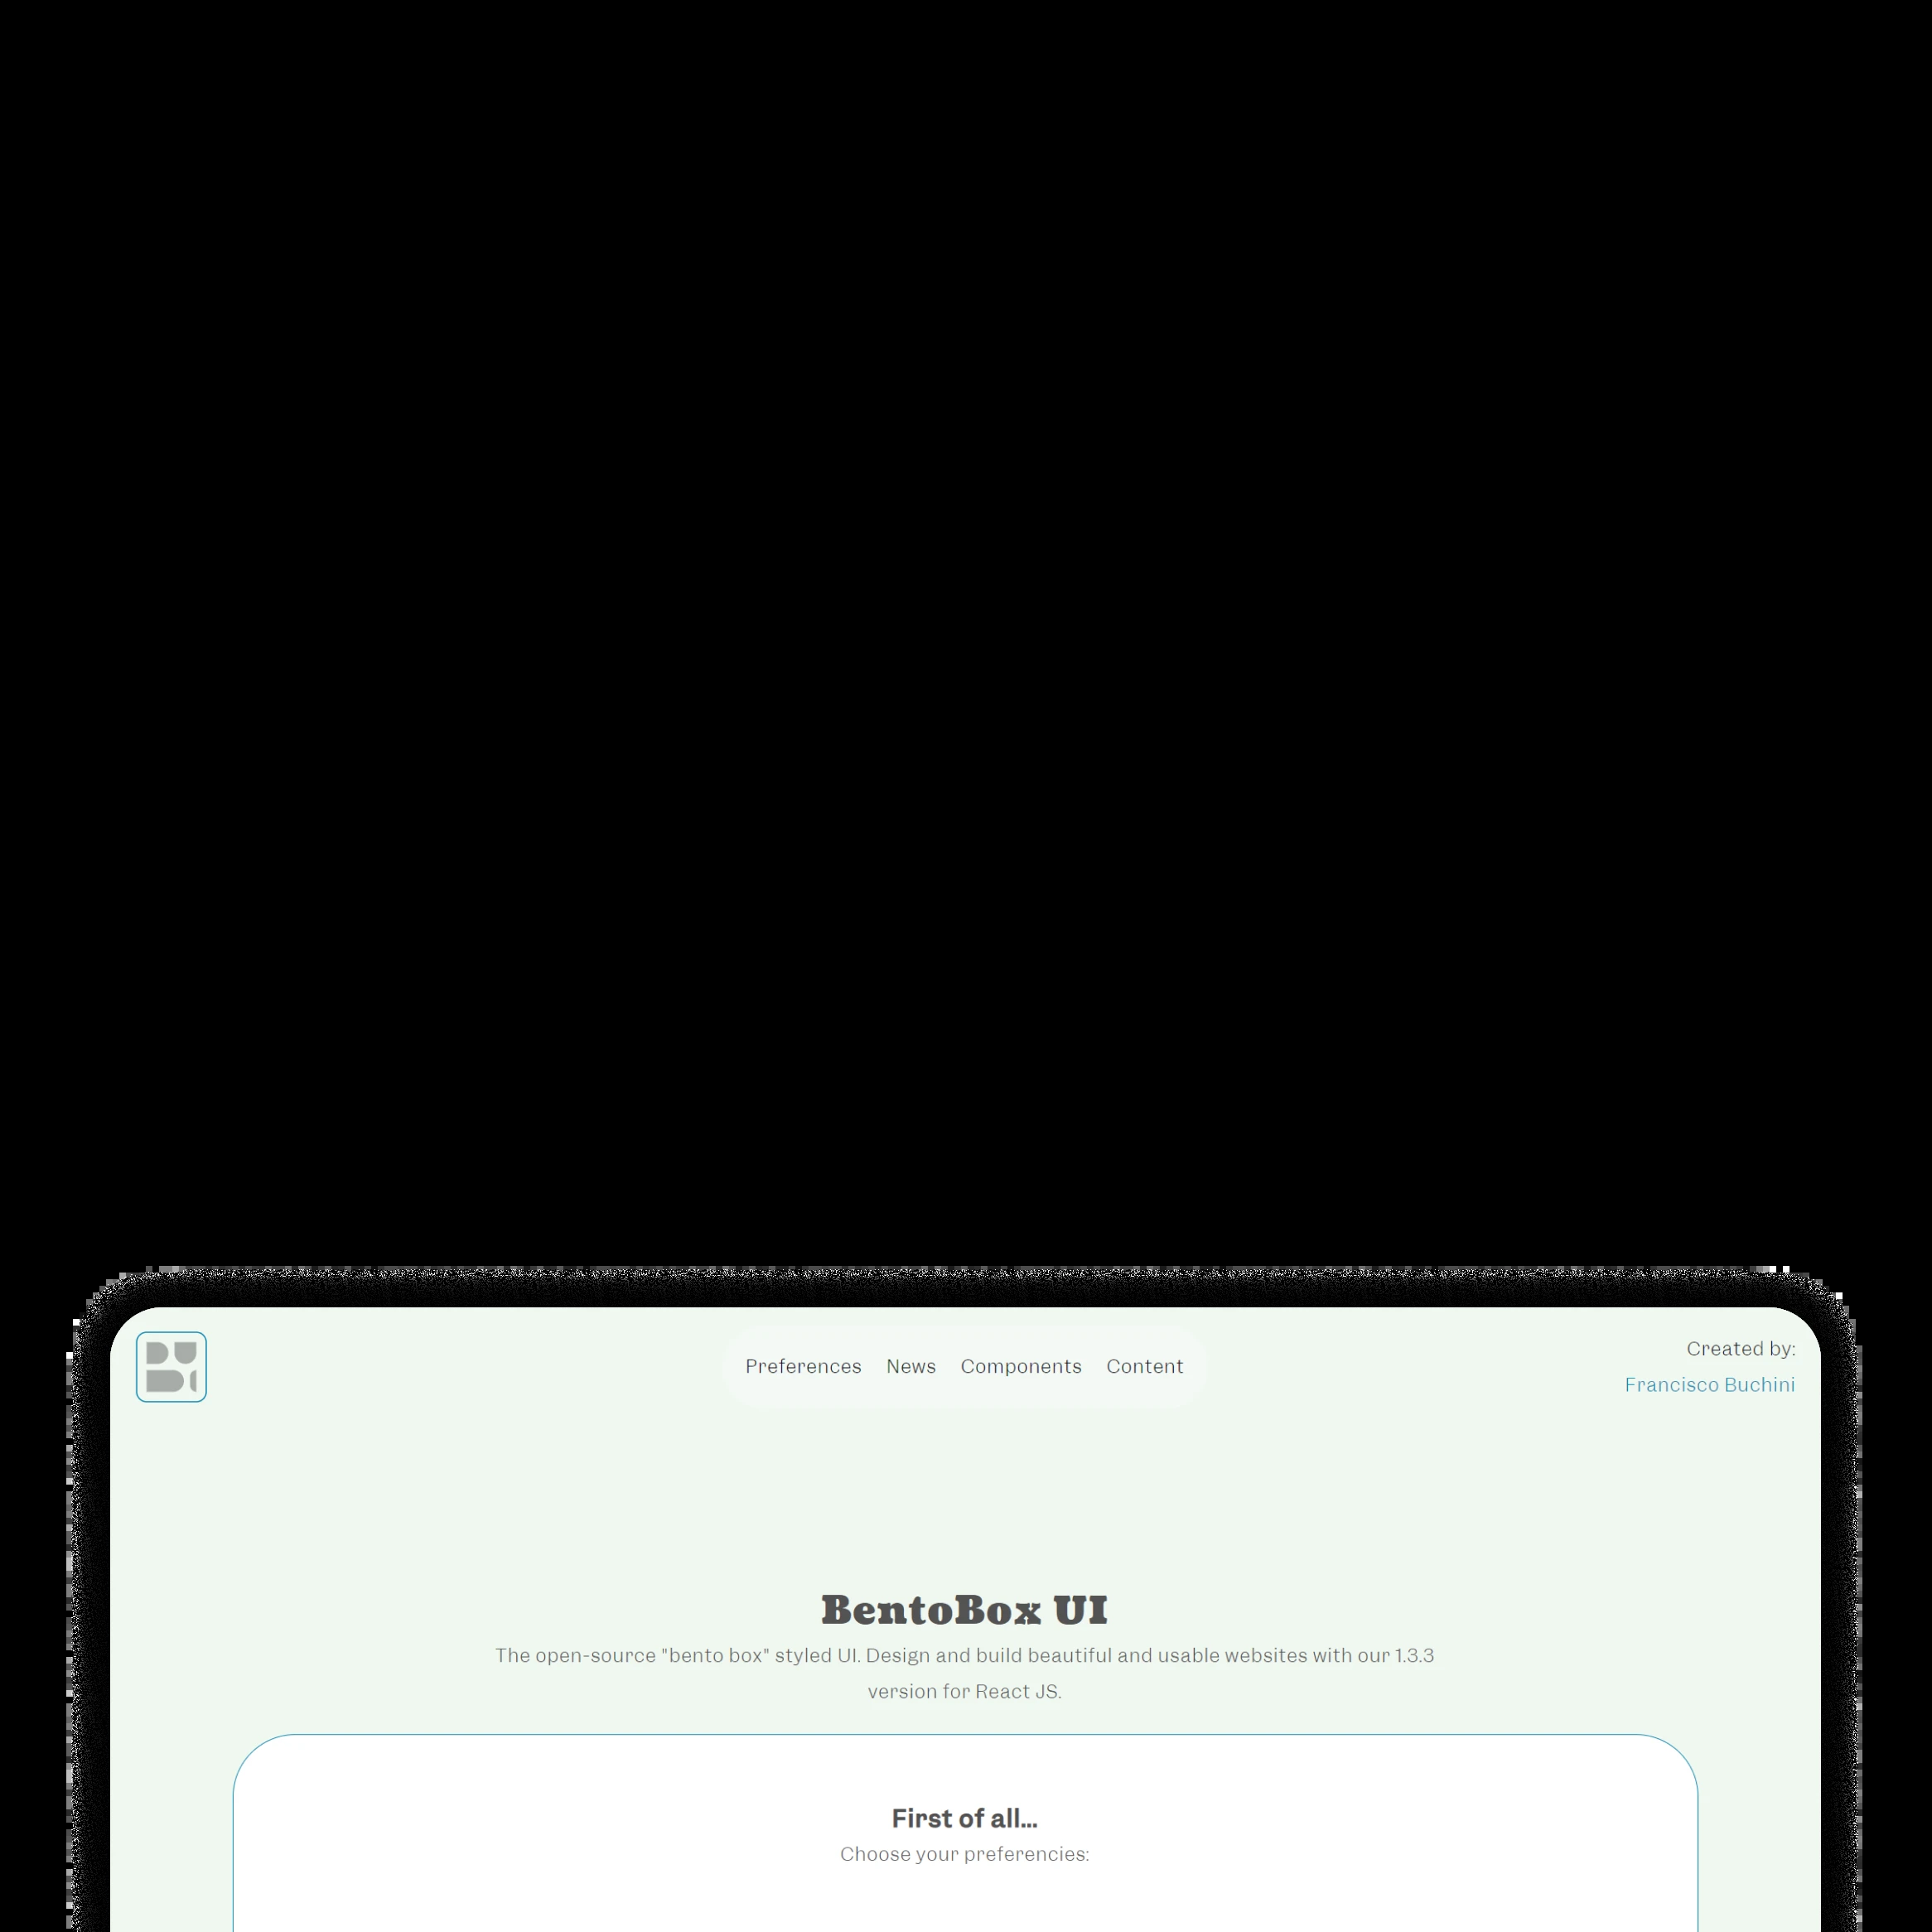 Preferences News Components Content
Created by:
Francisco Buchini
BentoBox UI
The open-source "bento box" styled UI. Design and build beautiful and usable websites with our 1.3.3
version for React JS.
First of all...
Choose your preferencies: